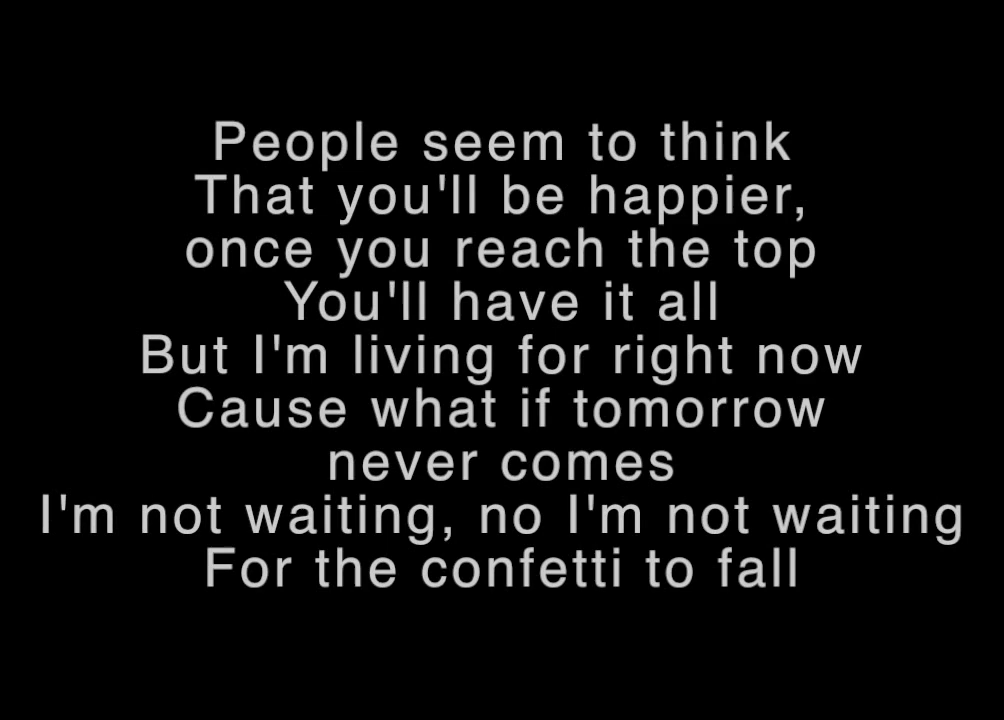 People seem to think
That you'll be happier,
once you reach the top
You'll have it all
But I'm living for right now
Cause what if tomorrow
never comes
I'm not waiting, no I'm not waiting
For the confetti to fall